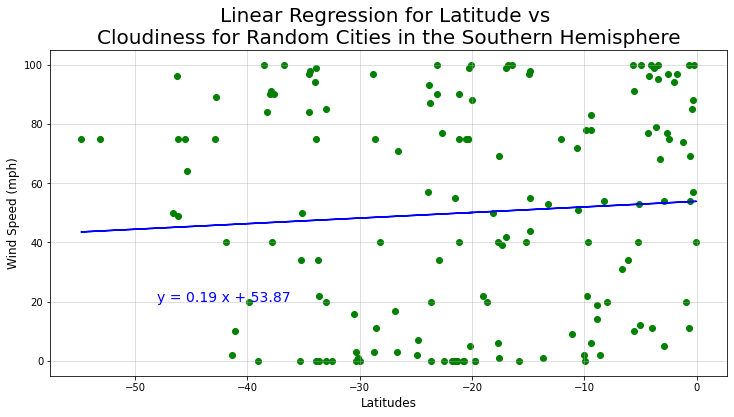 Linear Regression for Latitude vs
Cloudiness for Random Cities in the Southern Hemisphere
100
80
60
40
20
0
Wind Speed (mph)
y = 0.19 x + 53.87
−50
−40
−30
−20
−10
0
Latitudes